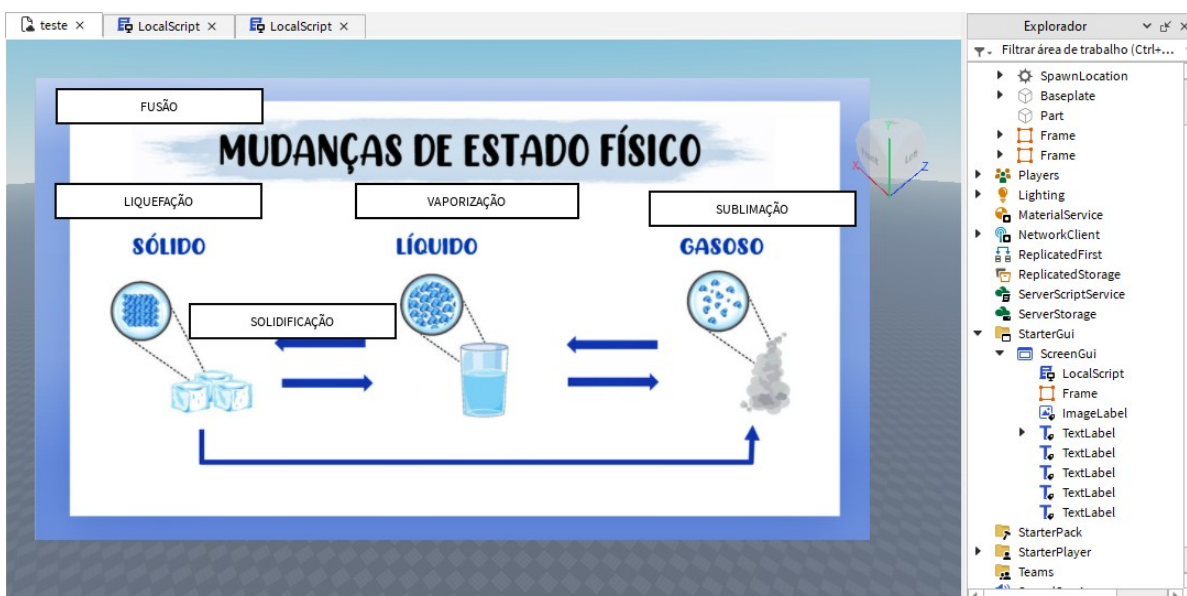 teste ×
LocalScript ×
LocalScript ×
FUSÃO
MUDANÇAS DE ESTADO FÍSICO
LIQUEFAÇÃO
VAPORIZAÇÃO
SUBLIMAÇÃO
SÓLIDO
LÍQUIDO
GASOSO
SOLIDIFICAÇÃO
Explorador
Filtrar área de trabalho (Ctrl+...
SpawnLocation
Baseplate
Part
Frame
Frame
Players
Lighting
MaterialService
NetworkClient
ReplicatedFirst
ReplicatedStorage
ServerScriptService
ServerStorage
StarterGui
ScreenGui
LocalScript
Frame
ImageLabel
TextLabel
TextLabel
TextLabel
TextLabel
TextLabel
StarterPack
StarterPlayer
Teams